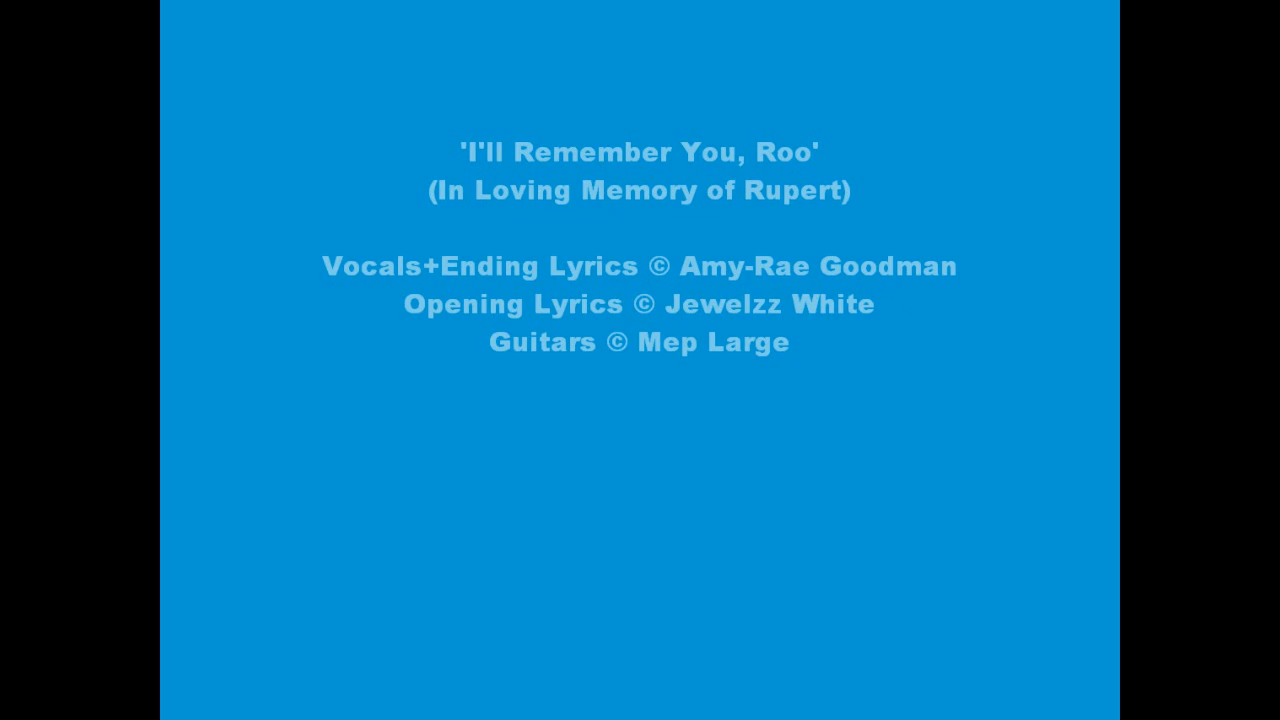 'I'll Remember You, Roo'
(In Loving Memory of Rupert)
Vocals+Ending Lyrics © Amy-Rae Goodman
Opening Lyrics © Jewelzz White
Guitars © Mep Large